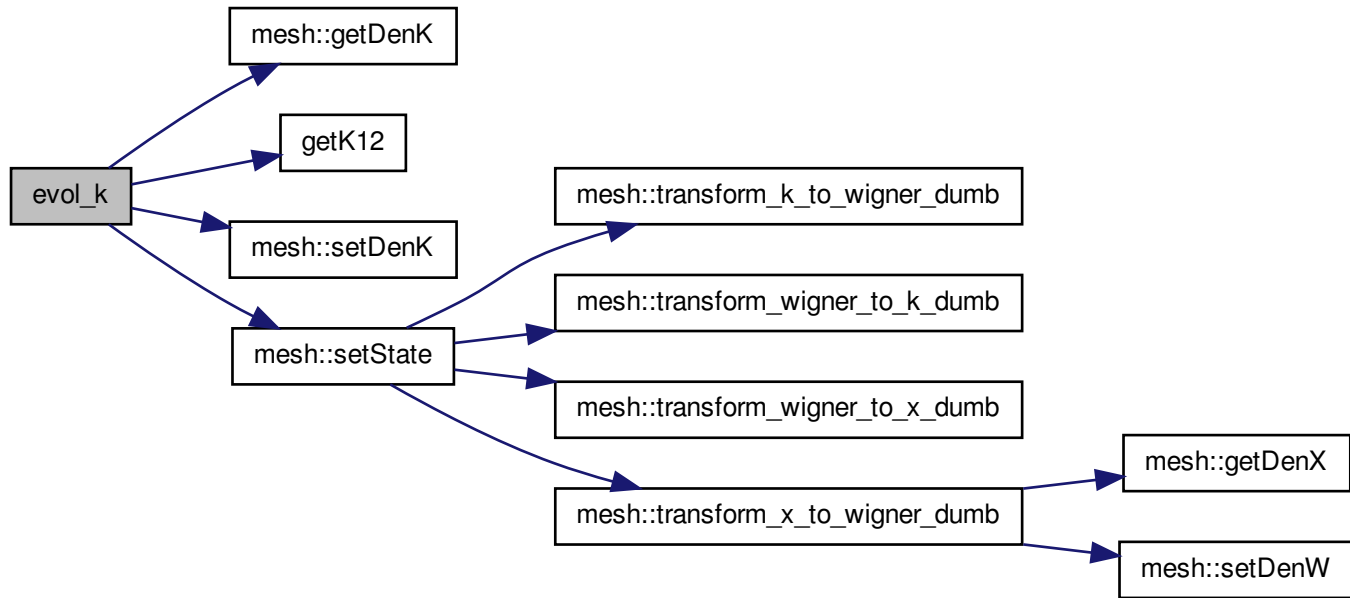 mesh::getDenK
getK12
evol_k
mesh::transform_k_to_wigner_dumb
mesh::setDenK
mesh::transform_wigner_to_k_dumb
mesh::setState
mesh::transform_wigner_to_x_dumb
mesh::getDenX
mesh::transform_x_to_wigner_dumb
mesh::setDenW